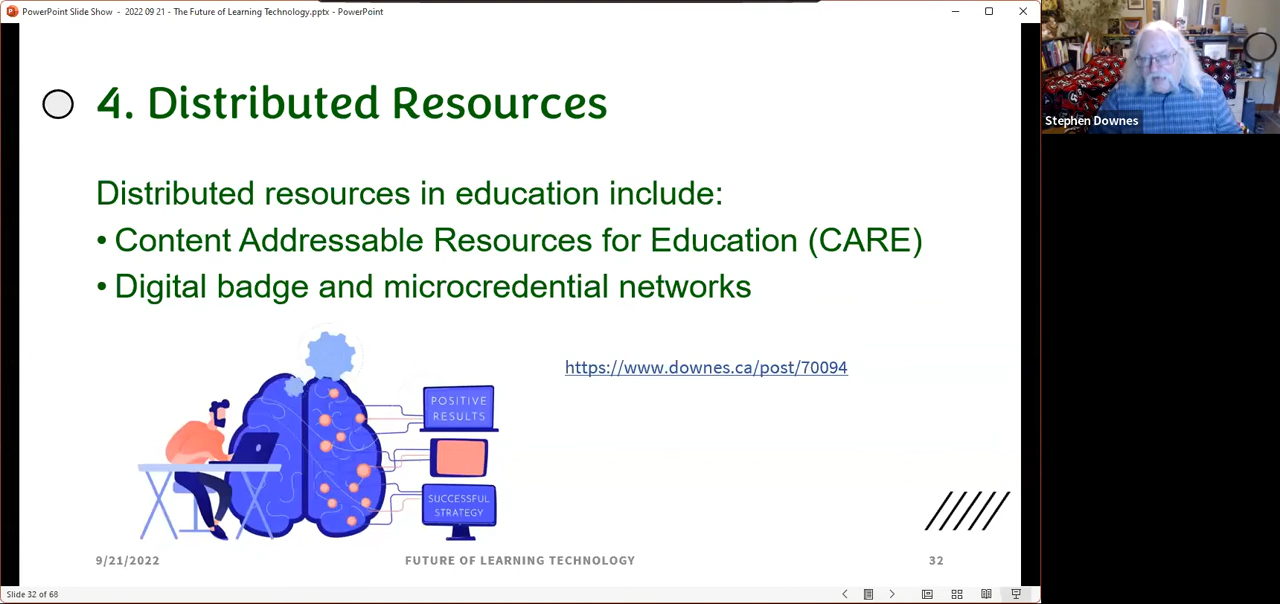 PowerPoint Slide Show - 2022 09 21 - The Future of Learning Technology.pptx - PowerPoint
4. Distributed Resources
Distributed resources in education include:
• Content Addressable Resources for Education (CARE)
• Digital badge and microcredential networks
https://www.downes.ca/post/70094
POSITIVE
RESULTS
SUCCESSFUL
STRATEGY
9/21/2022 FUTURE OF LEARNING TECHNOLOGY 32
Slide 32 of 68
Stephen Downes